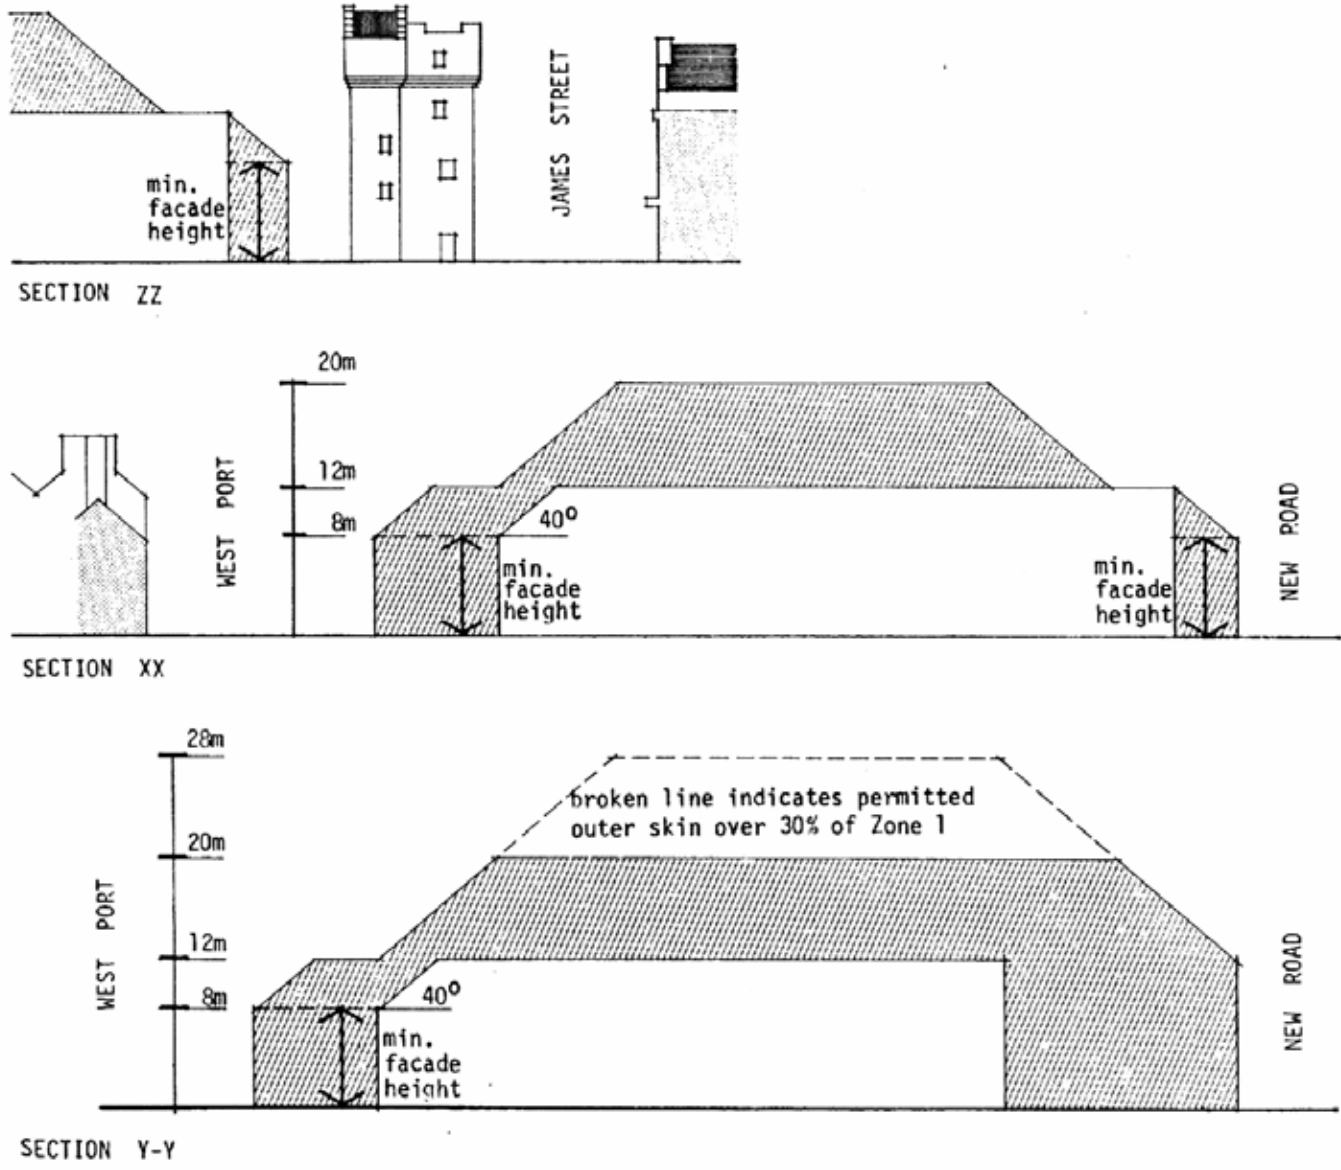 JAMES STREET
min.
facade
height
SECTION ZZ
20m
12m
8m
WEST PORT
40º
min.
facade
height
min.
facade
height
NEW ROAD
SECTION XX
28m
broken line indicates permitted
outer skin over 30% of Zone 1
20m
12m
8m
WEST PORT
40º
min.
facade
height
NEW ROAD
SECTION Y-Y